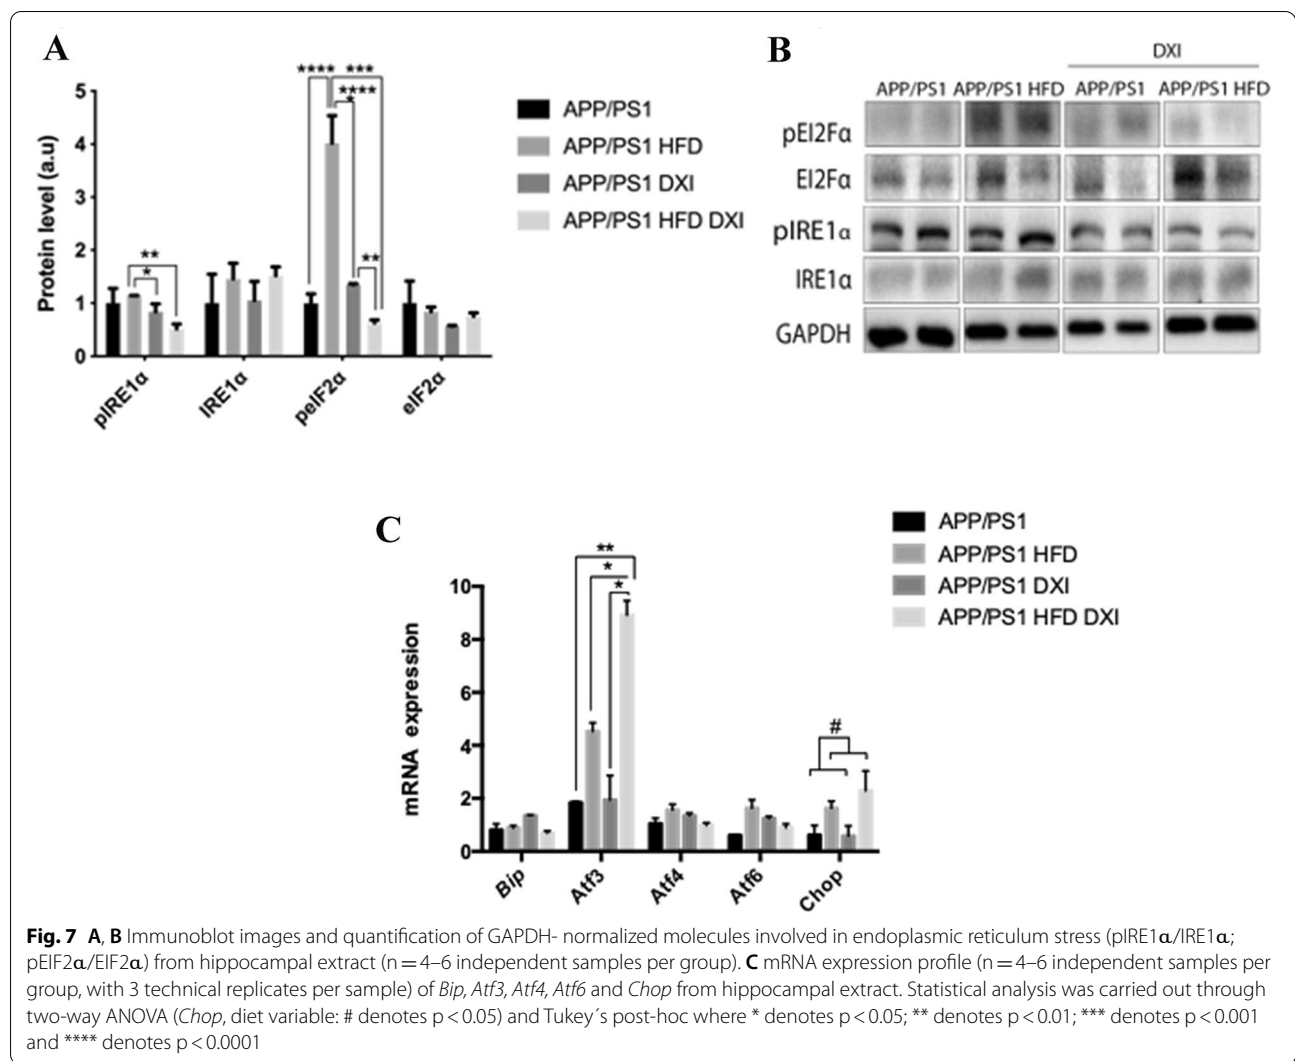 A
**** ***
****
*
** 
*
**
5
4
3
2
1
0
Protein level (a.u)
pIRE1α
IRE1α
peIF2α
eIF2α
APP/PS1
APP/PS1 HFD
APP/PS1 DXI
APP/PS1 HFD DXI
B
DXI
APP/PS1 APP/PS1 HFD APP/PS1 APP/PS1 HFD
pEI2Fα
EI2Fα
pIRE1α
IRE1α
GAPDH
C
APP/PS1
APP/PS1 HFD
APP/PS1 DXI
APP/PS1 HFD DXI
**
*
*
#
10
8
6
4
2
0
mRNA expression
Bip
Atf3
Atf4
Atf6
Chop
Fig. 7 A, B Immunoblot images and quantification of GAPDH- normalized molecules involved in endoplasmic reticulum stress (pIRE1α/IRE1α;
pEIF2α/EIF2α) from hippocampal extract (n = 4–6 independent samples per group). C mRNA expression profile (n = 4–6 independent samples per
group, with 3 technical replicates per sample) of Bip, Atf3, Atf4, Atf6 and Chop from hippocampal extract. Statistical analysis was carried out through
two-way ANOVA (Chop, diet variable: # denotes p < 0.05) and Tukey´s post-hoc where * denotes p < 0.05; ** denotes p < 0.01; *** denotes p < 0.001
and **** denotes p < 0.0001